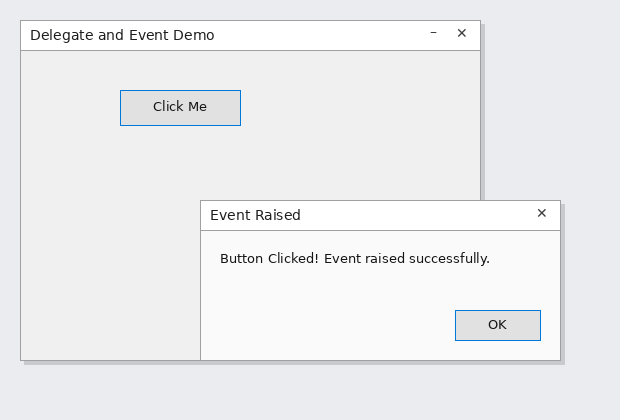 Delegate and Event Demo
Click Me
Event Raised
Button Clicked! Event raised successfully.
OK